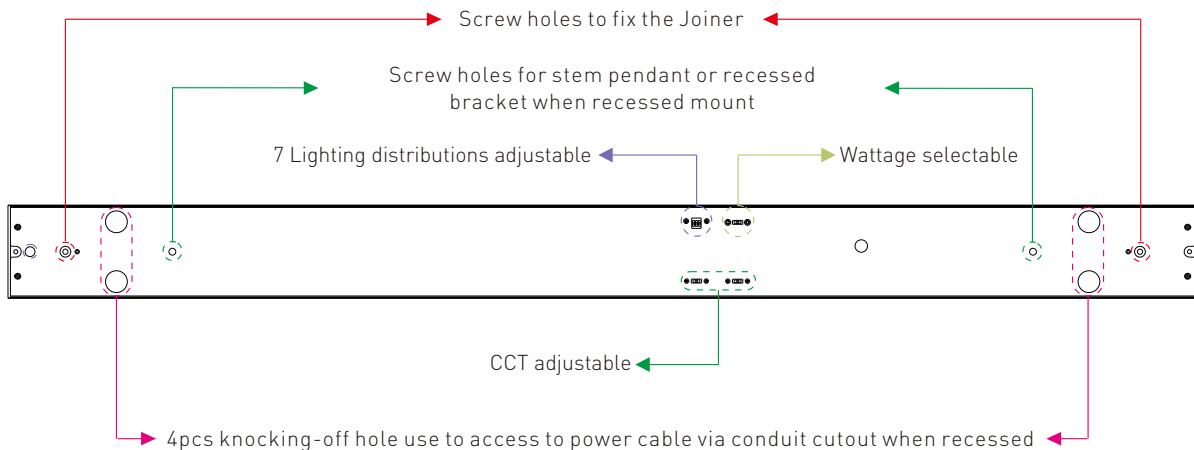 Screw holes to fix the Joiner
Screw holes for stem pendant or recessed
bracket when recessed mount
7 Lighting distributions adjustable
Wattage selectable
CCT adjustable
4pcs knocking-off hole use to access to power cable via conduit cutout when recessed